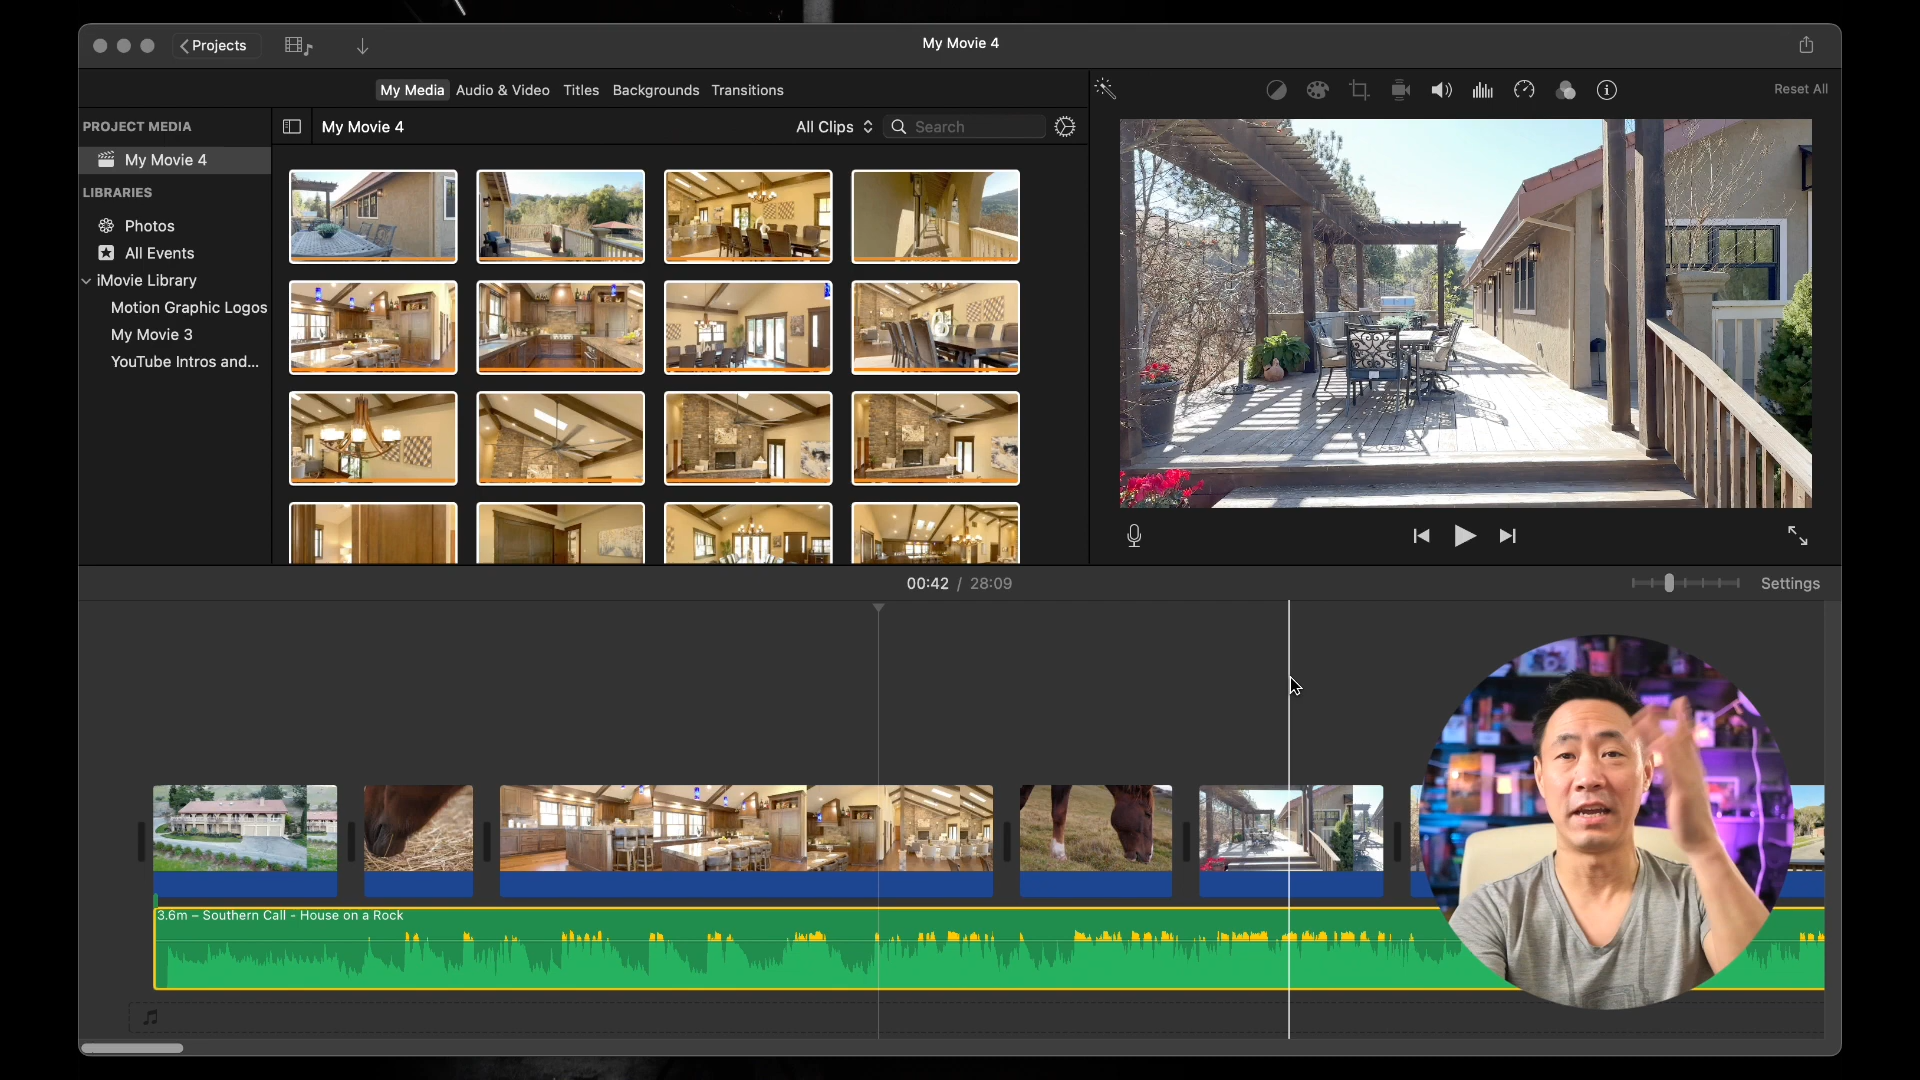 Projects
My Movie 4
My Media Audio & Video Titles Backgrounds Transitions
Reset All
PROJECT MEDIA
My Movie 4
All Clips
Search
My Movie 4
LIBRARIES
Photos
All Events
iMovie Library
Motion Graphic Logos
My Movie 3
YouTube Intros and...
00:42 / 28:09
Settings
3.6m – Southern Call - House on a Rock